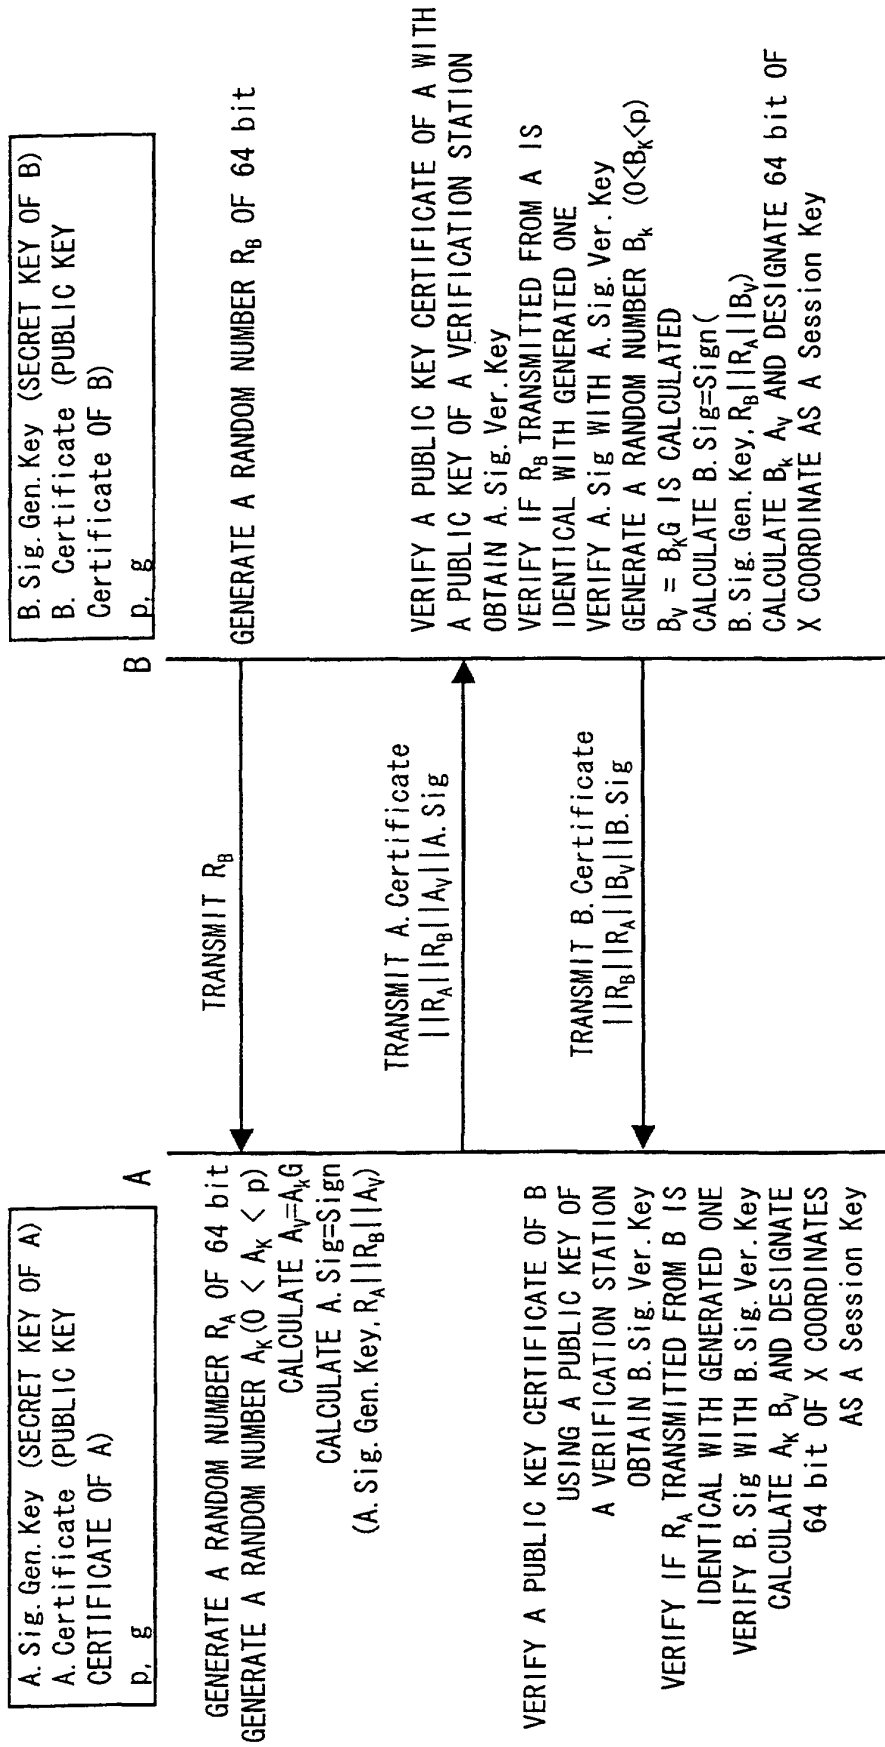 A.Sig.Gen.Key (SECRET KEY OF A)
A.Certificate (PUBLIC KEY
CERTIFICATE OF A)
p, g
A
GENERATE A RANDOM NUMBER R_A OF 64 bit
GENERATE A RANDOM NUMBER A_K (0 < A_K < p)
CALCULATE A_V=A_KG
CALCULATE A.Sig=Sign
(A.Sig.Gen.Key, R_A||R_B||A_V)
VERIFY A PUBLIC KEY CERTIFICATE OF B
USING A PUBLIC KEY OF
A VERIFICATION STATION
OBTAIN B.Sig.Ver.Key
VERIFY IF R_A TRANSMITTED FROM B IS
IDENTICAL WITH GENERATED ONE
VERIFY B.Sig WITH B.Sig.Ver.Key
CALCULATE A_K B_V AND DESIGNATE
64 bit OF X COORDINATES
AS A Session Key
TRANSMIT R_B
TRANSMIT A.Certificate
||R_A||R_B||A_V||A.Sig
TRANSMIT B.Certificate
||R_B||R_A||B_V||B.Sig
B.Sig.Gen.Key (SECRET KEY OF B)
B. Certificate (PUBLIC KEY
Certificate OF B)
p, g
B
GENERATE A RANDOM NUMBER R_B OF 64 bit
VERIFY A PUBLIC KEY CERTIFICATE OF A WITH
A PUBLIC KEY OF A VERIFICATION STATION
OBTAIN A.Sig.Ver.Key
VERIFY IF R_B TRANSMITTED FROM A IS
IDENTICAL WITH GENERATED ONE
VERIFY A.Sig WITH A.Sig.Ver.Key
GENERATE A RANDOM NUMBER B_k (0<B_K<p)
B_V = B_KG IS CALCULATED
CALCULATE B.Sig=Sign(
B.Sig.Gen.Key, R_B||R_A||B_V)
CALCULATE B_k A_V AND DESIGNATE 64 bit OF
X COORDINATE AS A Session Key